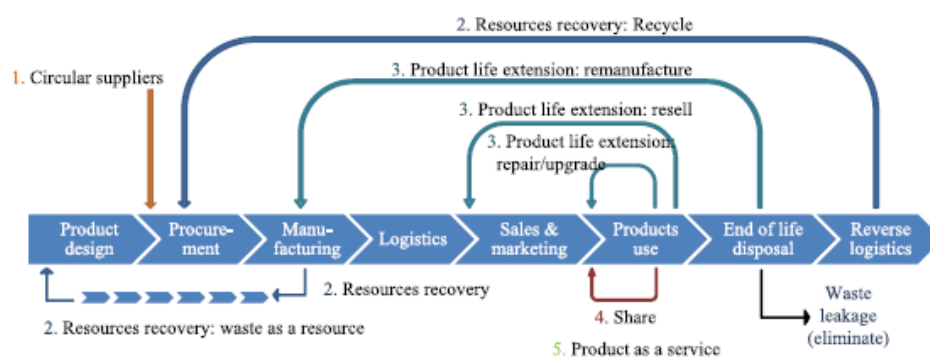 2. Resources recovery: Recycle
1. Circular suppliers
3. Product life extension: remanufacture
3. Product life extension: resell
3. Product life extension:
repair/upgrade
Product
design
Procure-
ment
Manu-
facturing
Logistics
Sales &
marketing
Products
use
End of life
disposal
Reverse
logistics
2. Resources recovery
2. Resources recovery: waste as a resource
4. Share
5. Product as a service
Waste
leakage
(eliminate)